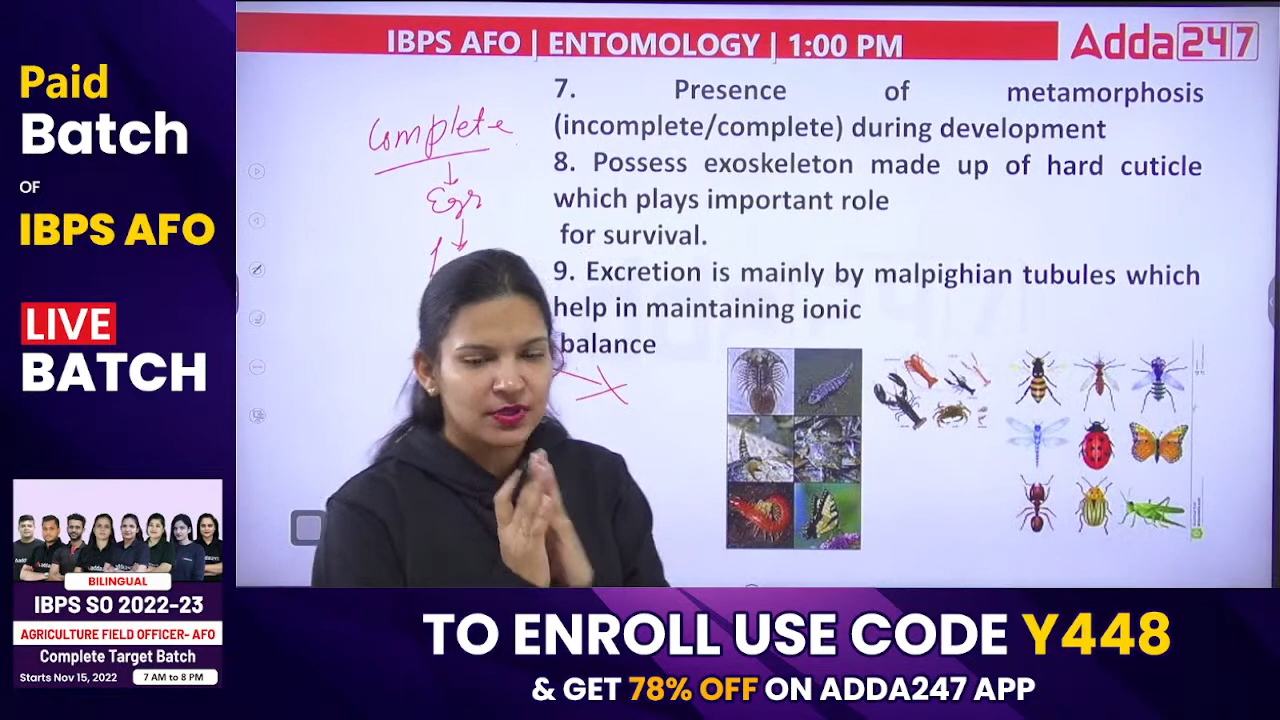 Paid
Batch
OF
IBPS AFO
LIVE
BATCH
BILINGUAL
IBPS SO 2022-23
AGRICULTURE FIELD OFFICER- AFO
Complete Target Batch
Starts Nov 15, 2022
7 AM to 8 PM
IBPS AFO | ENTOMOLOGY | 1:00 PM
Adda247
Complete
Egg
7. Presence of metamorphosis
(incomplete/complete) during development
8. Possess exoskeleton made up of hard cuticle
which plays important role
for survival.
9. Excretion is mainly by malpighian tubules which
help in maintaining ionic
balance
TO ENROLL USE CODE Y448
& GET 78% OFF ON ADDA247 APP